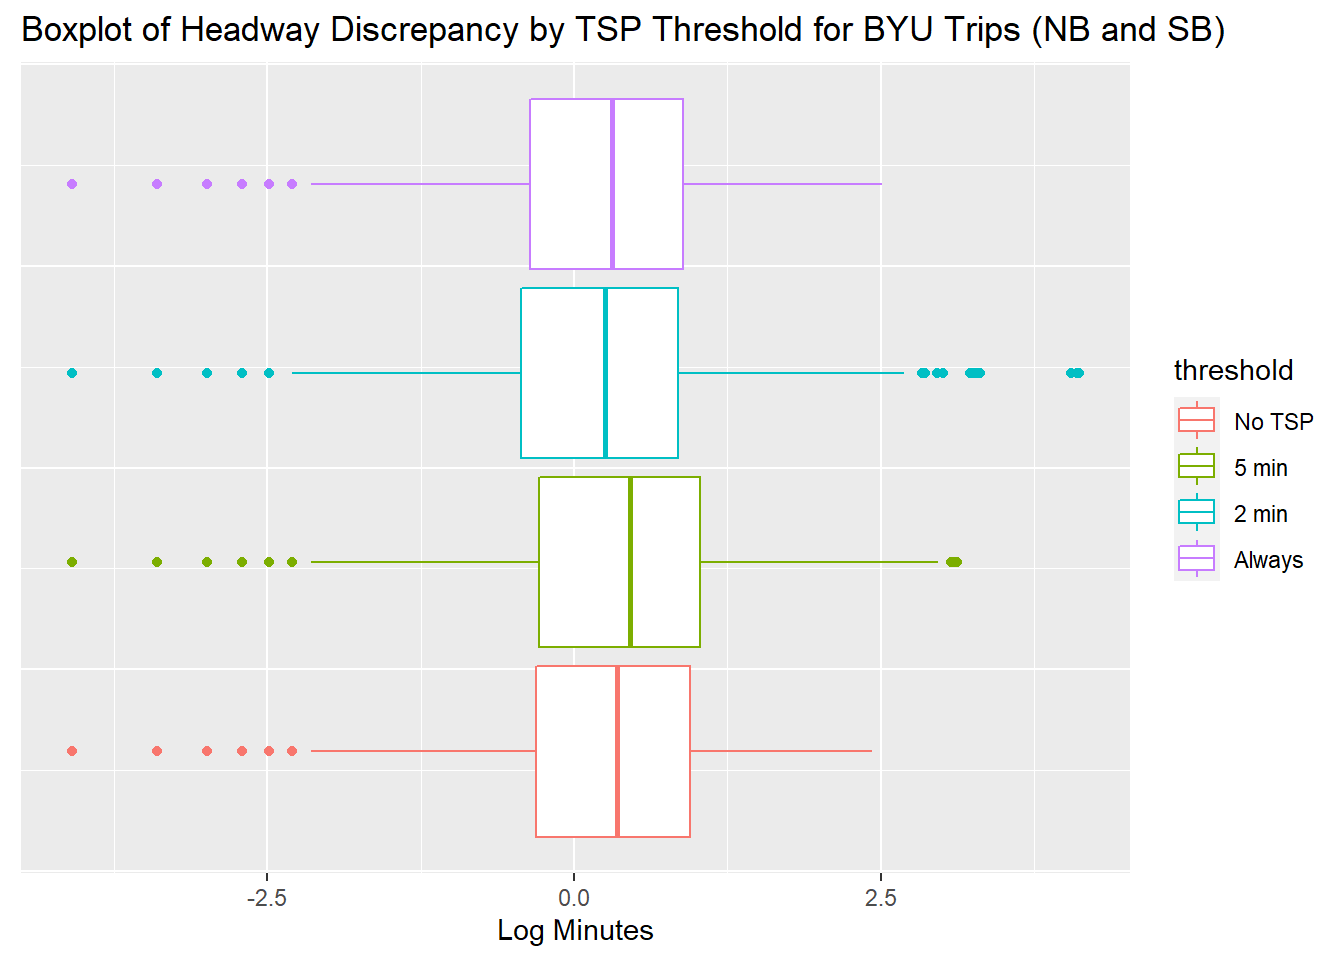 Boxplot of Headway Discrepancy by TSP Threshold for BYU Trips (NB and SB)
threshold
No TSP
5 min
2 min
Always
-2.5 0.0 2.5
Log Minutes